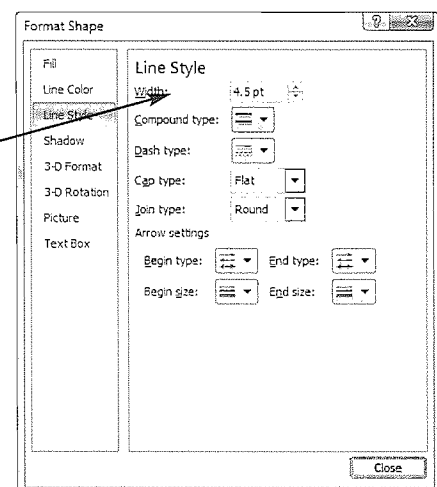 Format Shape
Fill
Line Color
Line Style
Shadow
3-D Format
3-D Rotation
Picture
Text Box
Line Style
Width: 4.5 pt
Compound type:
Dash type:
Cap type: Flat
Join type: Round
Arrow settings
Begin type: End type:
Begin size: End size:
Close